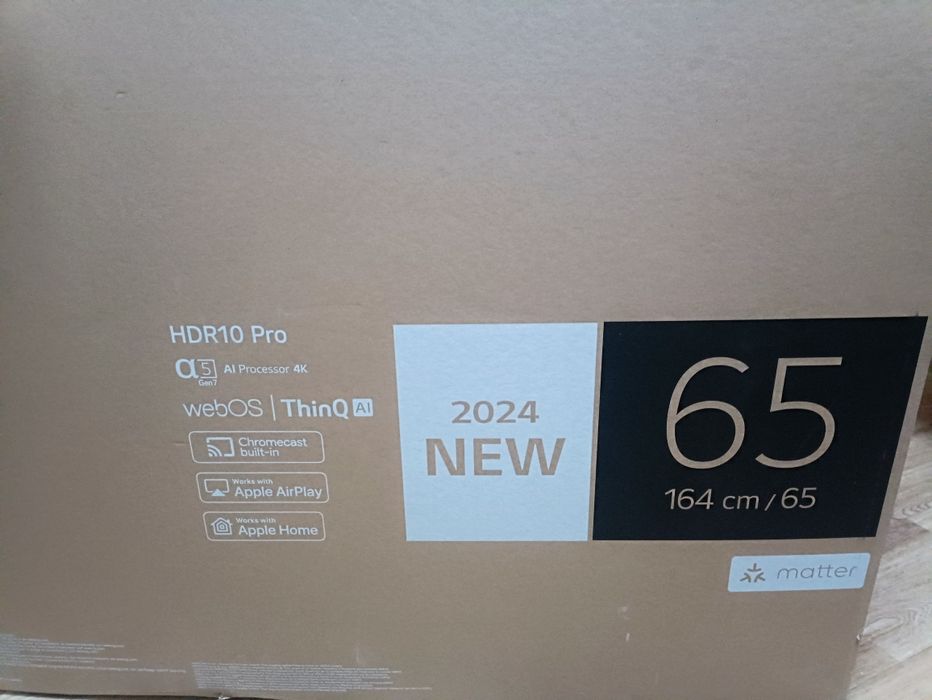 HDR10 Pro
α5 Gen7 AI Processor 4K
webOS ThinQ AI
Chromecast
built-in
Works with
Apple AirPlay
Works with
Apple Home
2024
NEW
65
164 cm / 65
matter